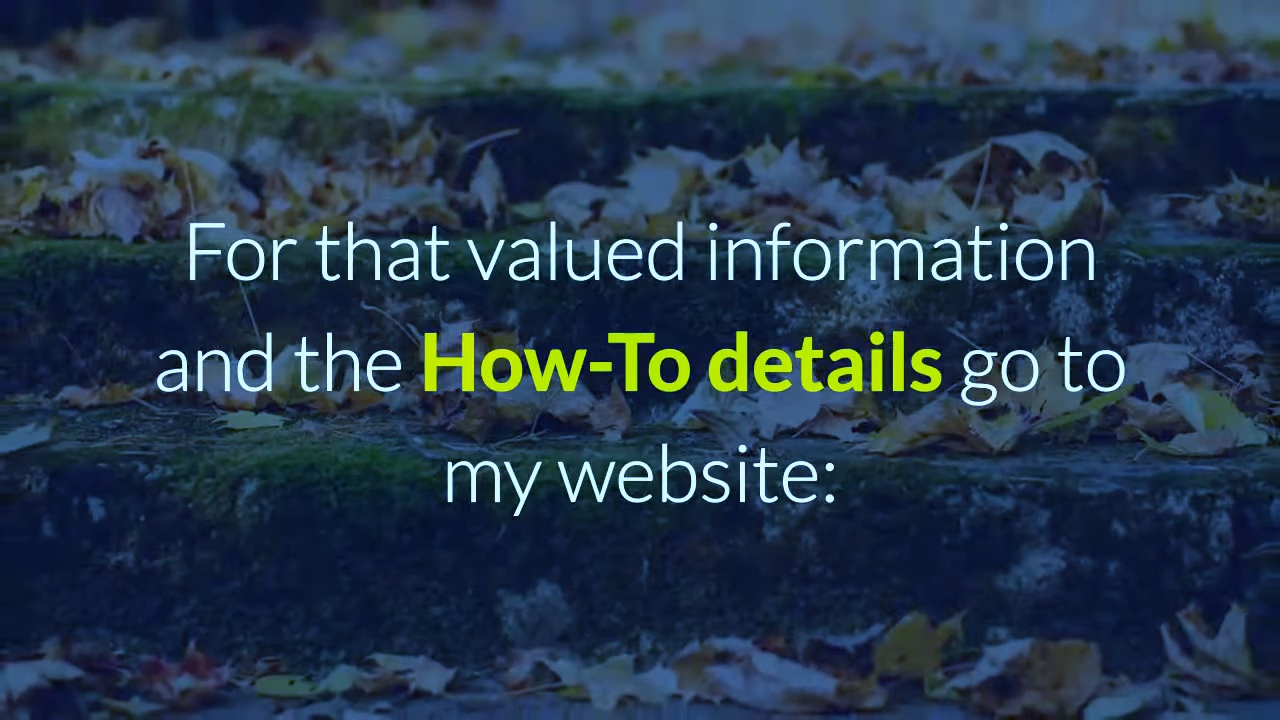 For that valued information
and the How-To details go to
my website: